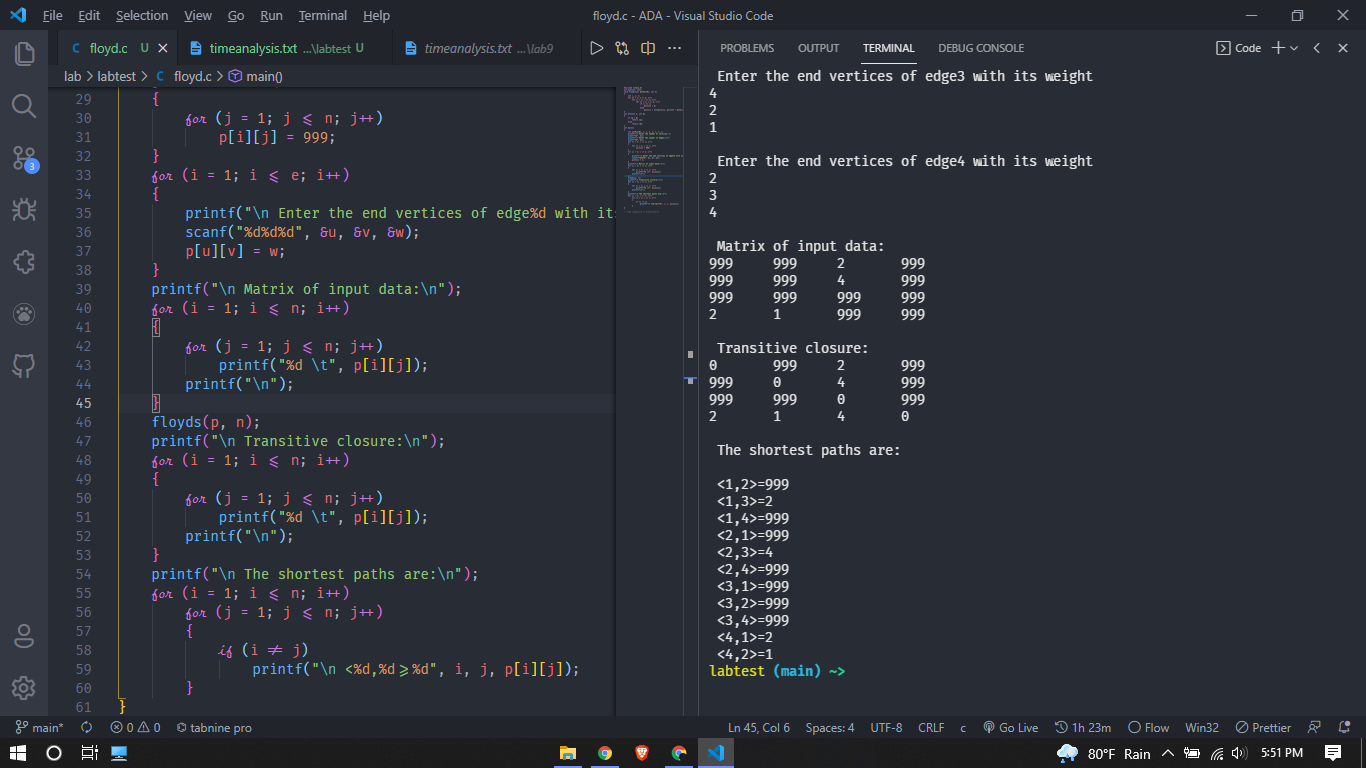 File Edit Selection View Go Run Terminal Help floyd.c - ADA - Visual Studio Code
floyd.c U timeanalysis.txt ...\labtest U timeanalysis.txt ...\lab9
lab > labtest > floyd.c > main()
29 {
30 for (j = 1; j <= n; j++)
31 p[i][j] = 999;
32 }
33 for (i = 1; i <= e; i++)
34 {
35 printf("\n Enter the end vertices of edge%d with it
36 scanf("%d%d%d", &u, &v, &w);
37 p[u][v] = w;
38 }
39 printf("\n Matrix of input data:\n");
40 for (i = 1; i <= n; i++)
41 {
42 for (j = 1; j <= n; j++)
43 printf("%d \t", p[i][j]);
44 printf("\n");
45 }
46 floyds(p, n);
47 printf("\n Transitive closure:\n");
48 for (i = 1; i <= n; i++)
49 {
50 for (j = 1; j <= n; j++)
51 printf("%d \t", p[i][j]);
52 printf("\n");
53 }
54 printf("\n The shortest paths are:\n");
55 for (i = 1; i <= n; i++)
56 for (j = 1; j <= n; j++)
57 {
58 if (i != j)
59 printf("\n <%d,%d>=%d", i, j, p[i][j]);
60 }
61 }
PROBLEMS OUTPUT TERMINAL DEBUG CONSOLE Code
Enter the end vertices of edge3 with its weight
4
2
1
Enter the end vertices of edge4 with its weight
2
3
4
Matrix of input data:
999 999 2 999
999 999 4 999
999 999 999 999
2 1 999 999
Transitive closure:
0 999 2 999
999 0 4 999
999 999 0 999
2 1 4 0
The shortest paths are:
<1,2>=999
<1,3>=2
<1,4>=999
<2,1>=999
<2,3>=4
<2,4>=999
<3,1>=999
<3,2>=999
<3,4>=999
<4,1>=2
<4,2>=1
labtest (main) ~>
3
main* 0 0 tabnine pro Ln 45, Col 6 Spaces: 4 UTF-8 CRLF c Go Live 1h 23m Flow Win32 Prettier
80°F Rain 5:51 PM